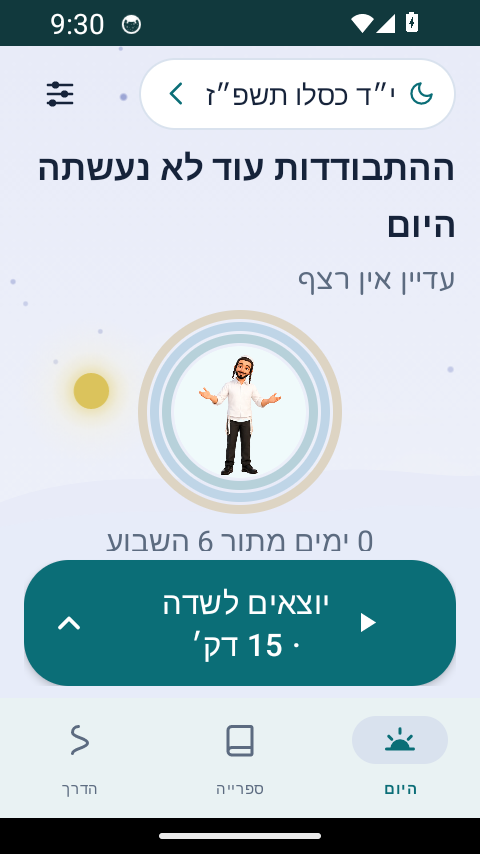 9:30
י״ד כסלו תשפ״ז
ההתבודדות עוד לא נעשתה
היום
עדיין אין רצף
0 ימים מתוך 6 השבוע
יוצאים לשדה
· 15 דק׳
היום
ספרייה
הדרך